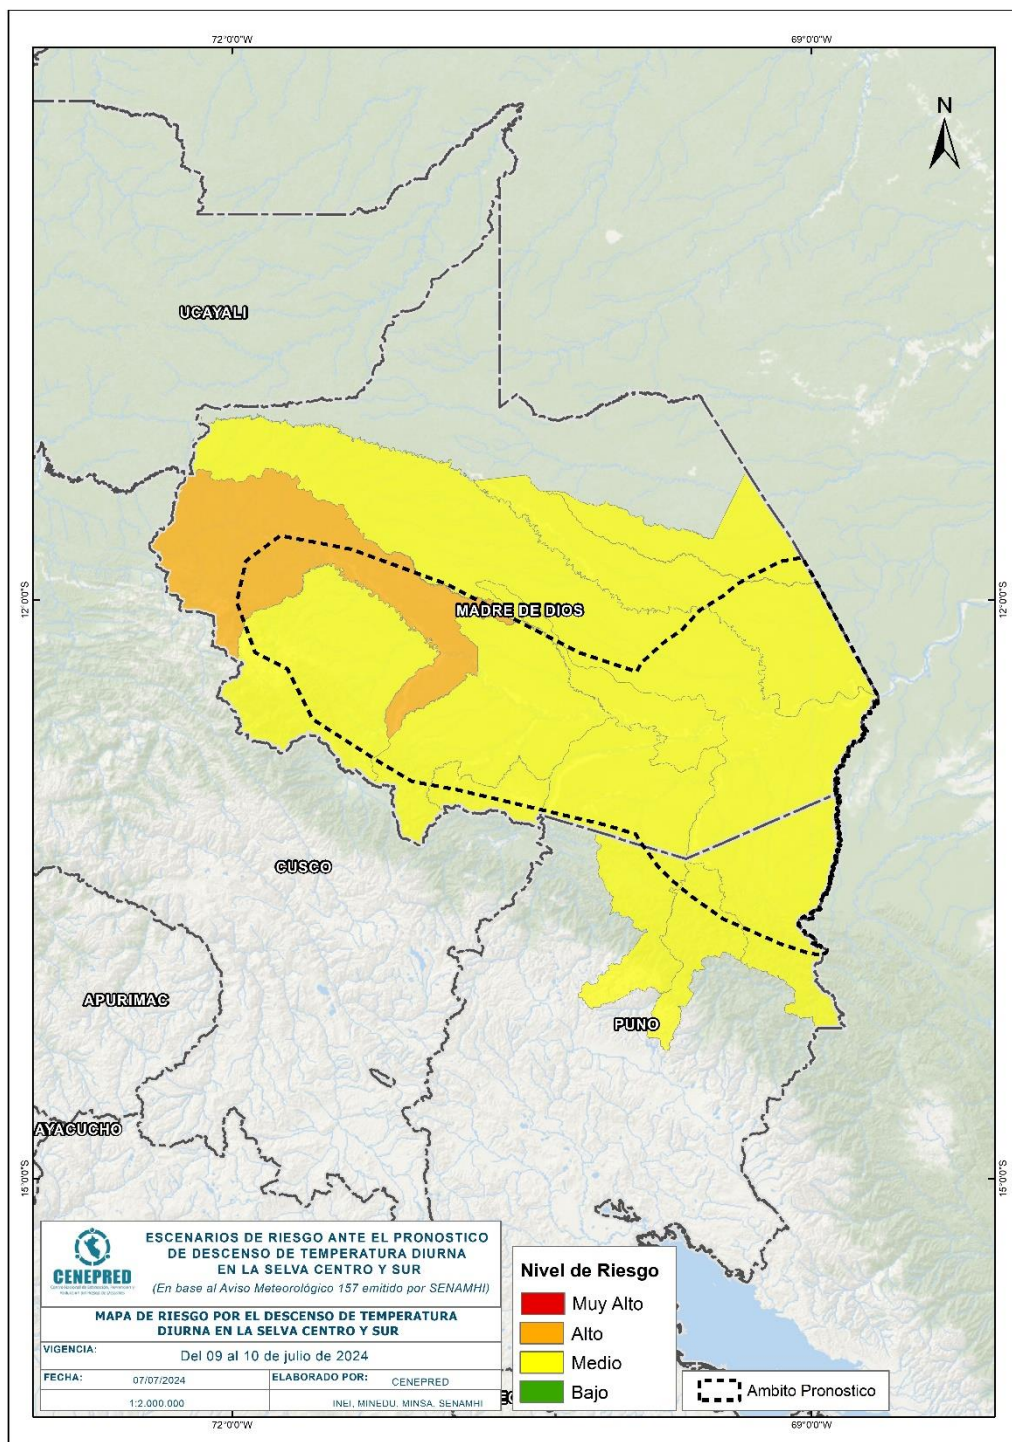 72°0'0"W
69°0'0"W
N
UCAYALI
12°0'0"S
12°0'0"S
MADRE DE DIOS
CUSCO
APURIMAC
PUNO
AYACUCHO
15°0'0"S
15°0'0"S
CENEPRED
ESCENARIOS DE RIESGO ANTE EL PRONOSTICO
DE DESCENSO DE TEMPERATURA DIURNA
EN LA SELVA CENTRO Y SUR
(En base al Aviso Meteorológico 157 emitido por SENAMHI)
MAPA DE RIESGO POR EL DESCENSO DE TEMPERATURA
DIURNA EN LA SELVA CENTRO Y SUR
VIGENCIA:
Del 09 al 10 de julio de 2024
FECHA:
07/07/2024
ELABORADO POR:
CENEPRED
1:2.000.000
INEI, MINEDU, MINSA, SENAMHI
Nivel de Riesgo
Muy Alto
Alto
Medio
Bajo
Ambito Pronostico
72°0'0"W
69°0'0"W